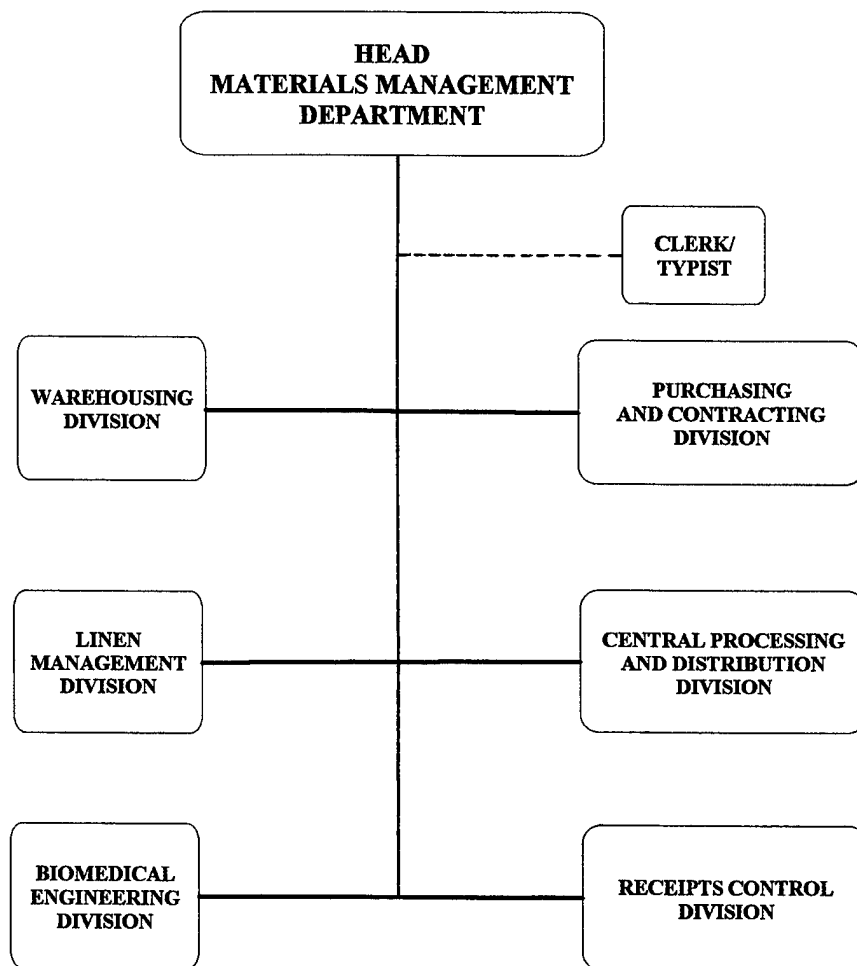 HEAD
MATERIALS MANAGEMENT
DEPARTMENT
CLERK/
TYPIST
WAREHOUSING
DIVISION
PURCHASING
AND CONTRACTING
DIVISION
LINEN
MANAGEMENT
DIVISION
CENTRAL PROCESSING
AND DISTRIBUTION
DIVISION
BIOMEDICAL
ENGINEERING
DIVISION
RECEIPTS CONTROL
DIVISION